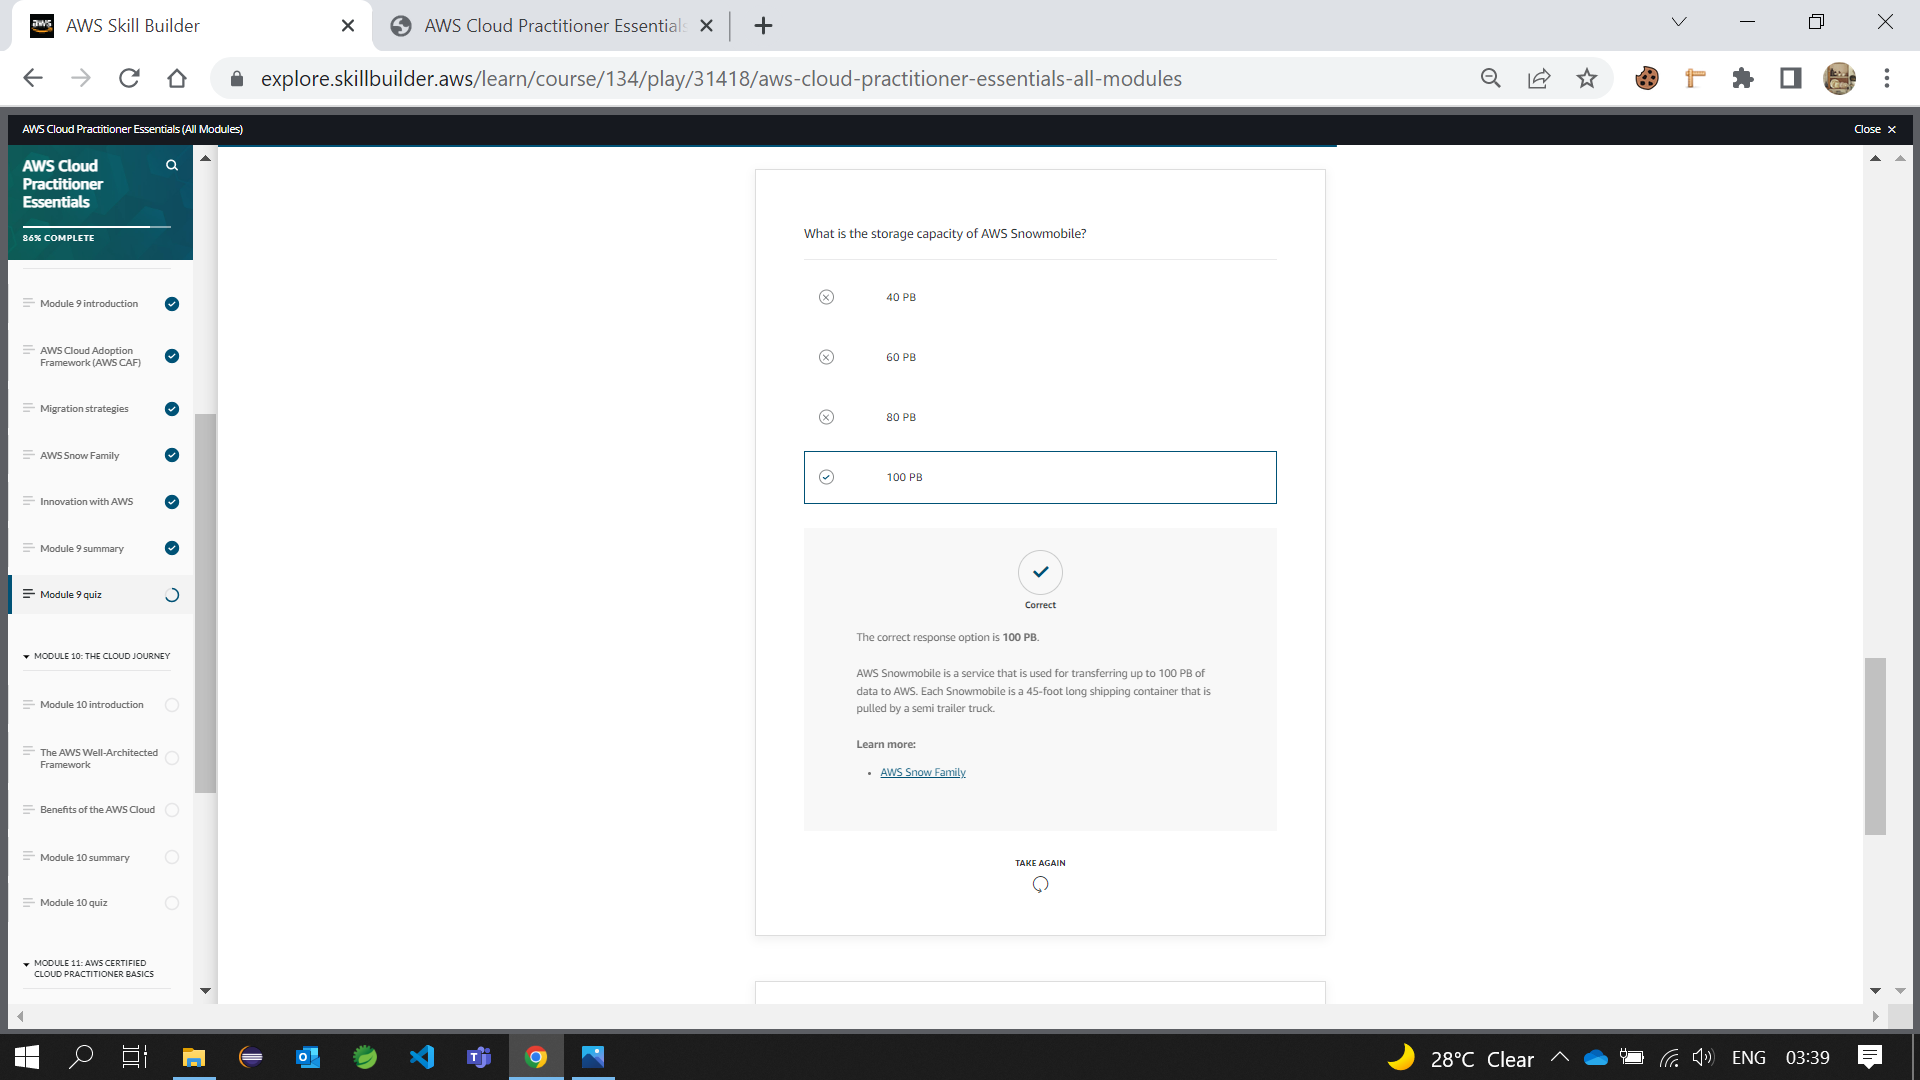 AWS Skill Builder
AWS Cloud Practitioner Essentials
explore.skillbuilder.aws/learn/course/134/play/31418/aws-cloud-practitioner-essentials-all-modules
AWS Cloud Practitioner Essentials (All Modules)
Close
AWS Cloud
Practitioner
Essentials
86% COMPLETE
Module 9 introduction
AWS Cloud Adoption
Framework (AWS CAF)
Migration strategies
AWS Snow Family
Innovation with AWS
Module 9 summary
Module 9 quiz
MODULE 10: THE CLOUD JOURNEY
Module 10 introduction
The AWS Well-Architected
Framework
Benefits of the AWS Cloud
Module 10 summary
Module 10 quiz
MODULE 11: AWS CERTIFIED
CLOUD PRACTITIONER BASICS
What is the storage capacity of AWS Snowmobile?
40 PB
60 PB
80 PB
100 PB
Correct
The correct response option is 100 PB.
AWS Snowmobile is a service that is used for transferring up to 100 PB of
data to AWS. Each Snowmobile is a 45-foot long shipping container that is
pulled by a semi trailer truck.
Learn more:
• AWS Snow Family
TAKE AGAIN
28°C Clear
ENG
03:39